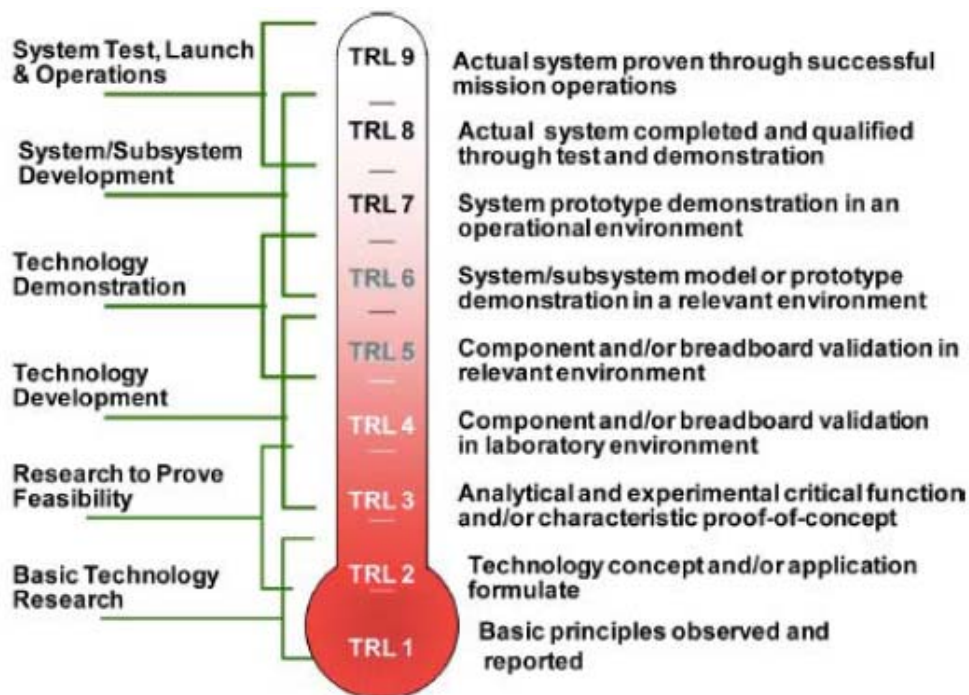 System Test, Launch
& Operations
TRL 9
Actual system proven through successful
mission operations
System/Subsystem
Development
TRL 8
Actual system completed and qualified
through test and demonstration
TRL 7
System prototype demonstration in an
operational environment
Technology
Demonstration
TRL 6
System/subsystem model or prototype
demonstration in a relevant environment
Technology
Development
TRL 5
Component and/or breadboard validation in
relevant environment
TRL 4
Component and/or breadboard validation
in laboratory environment
Research to Prove
Feasibility
TRL 3
Analytical and experimental critical function
and/or characteristic proof-of-concept
Basic Technology
Research
TRL 2
Technology concept and/or application
formulate
TRL 1
Basic principles observed and
reported